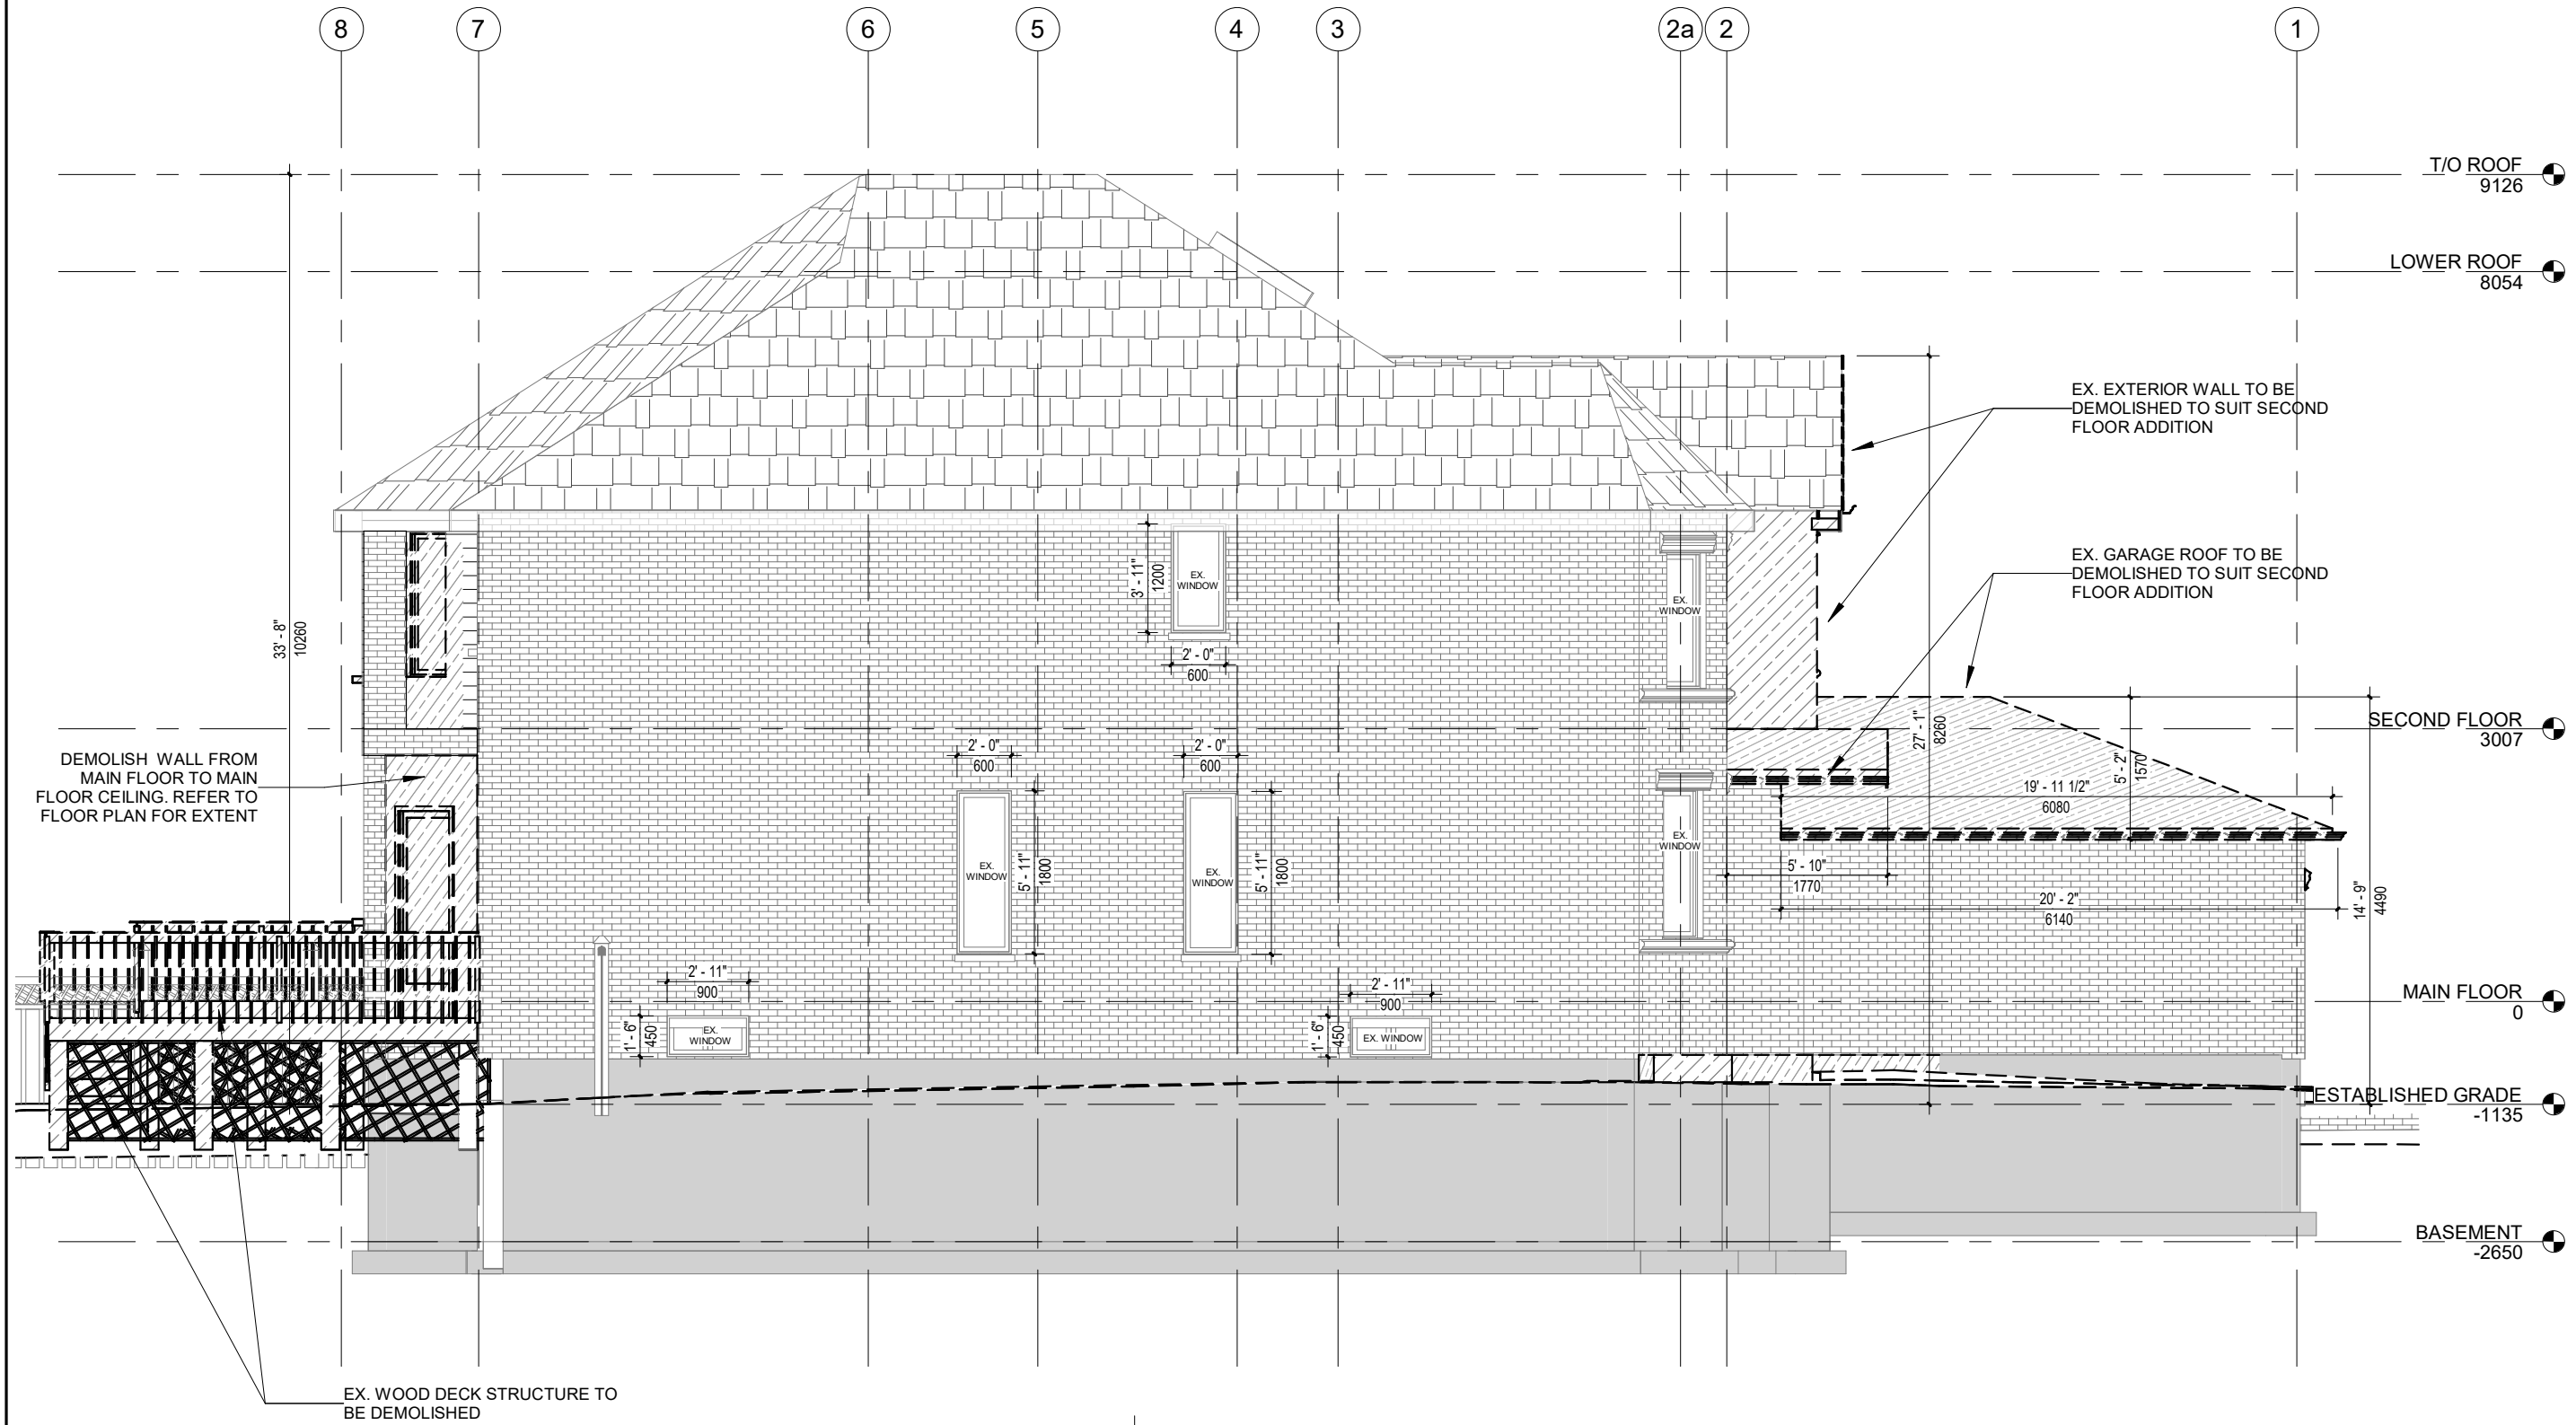 8
7
6
5
4
3
2a
2
1
T/O ROOF
9126
LOWER ROOF
8054
EX. EXTERIOR WALL TO BE
DEMOLISHED TO SUIT SECOND
FLOOR ADDITION
EX. GARAGE ROOF TO BE
DEMOLISHED TO SUIT SECOND
FLOOR ADDITION
33' - 8"
10260
3' - 11"
1200
EX.
WINDOW
2' - 0"
600
EX.
WINDOW
27' - 1"
8260
SECOND FLOOR
3007
DEMOLISH WALL FROM
MAIN FLOOR TO MAIN
FLOOR CEILING. REFER TO
FLOOR PLAN FOR EXTENT
2' - 0"
600
2' - 0"
600
5' - 2"
1570
19' - 11 1/2"
6080
EX.
WINDOW
5' - 11"
1800
EX.
WINDOW
5' - 11"
1800
EX.
WINDOW
5' - 10"
1770
20' - 2"
6140
14' - 9"
4490
2' - 11"
900
1' - 6"
450
EX.
WINDOW
2' - 11"
900
1' - 6"
450
EX. WINDOW
MAIN FLOOR
0
ESTABLISHED GRADE
-1135
BASEMENT
-2650
EX. WOOD DECK STRUCTURE TO
BE DEMOLISHED